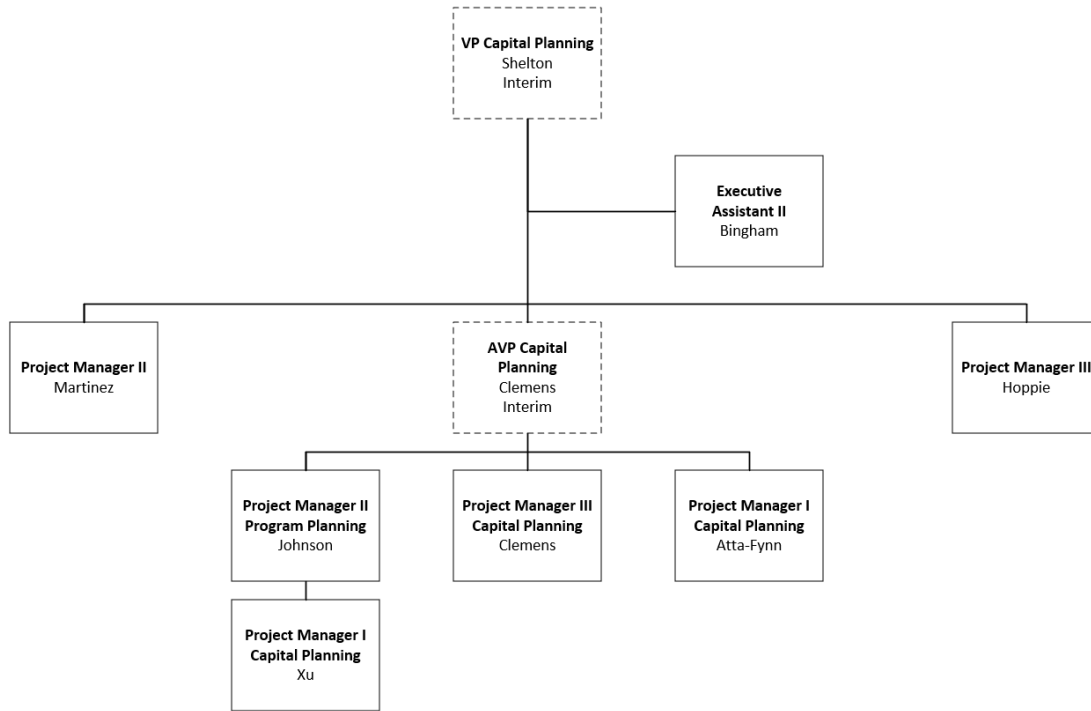 VP Capital Planning
Shelton
Interim
Executive
Assistant II
Bingham
Project Manager II
Martinez
AVP Capital
Planning
Clemens
Interim
Project Manager III
Hoppie
Project Manager II
Program Planning
Johnson
Project Manager III
Capital Planning
Clemens
Project Manager I
Capital Planning
Atta-Fynn
Project Manager I
Capital Planning
Xu